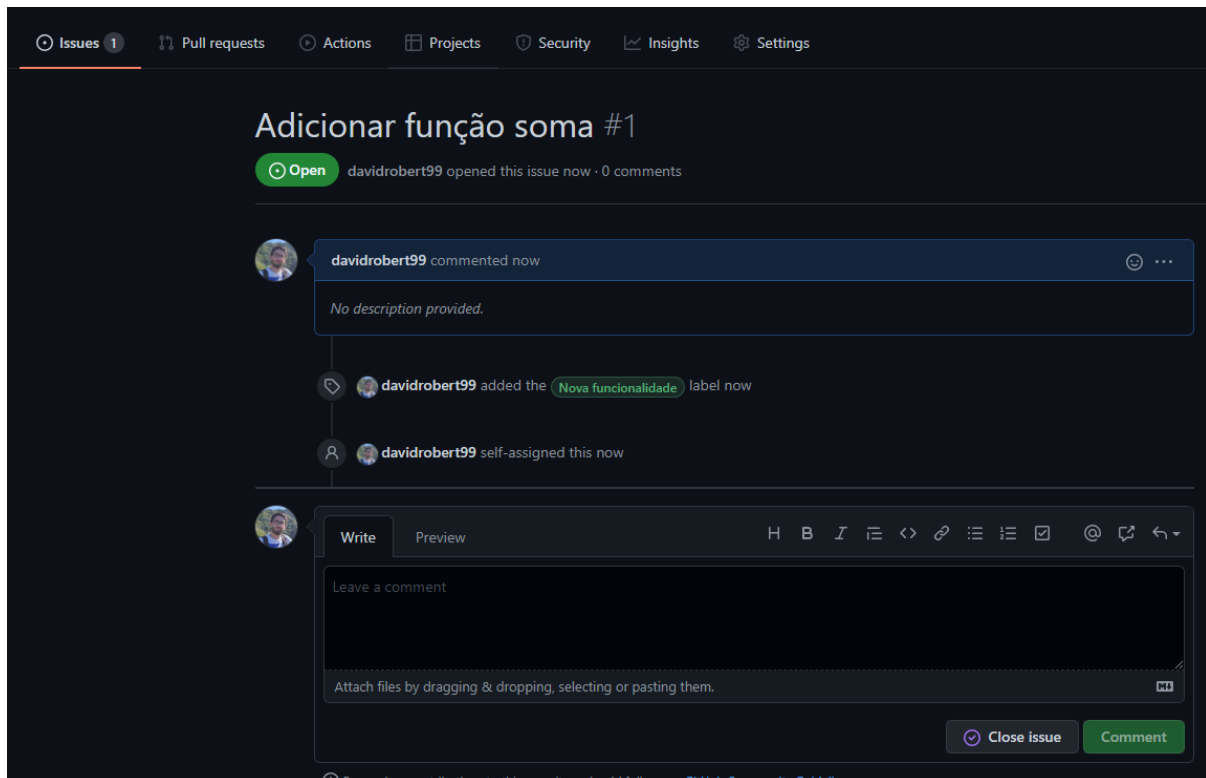 Issues 1 Pull requests Actions Projects Security Insights Settings
Adicionar função soma #1
Open davidrobert99 opened this issue now · 0 comments
davidrobert99 commented now
No description provided.
davidrobert99 added the Nova funcionalidade label now
davidrobert99 self-assigned this now
Write Preview
Leave a comment
Attach files by dragging & dropping, selecting or pasting them.
Close issue Comment